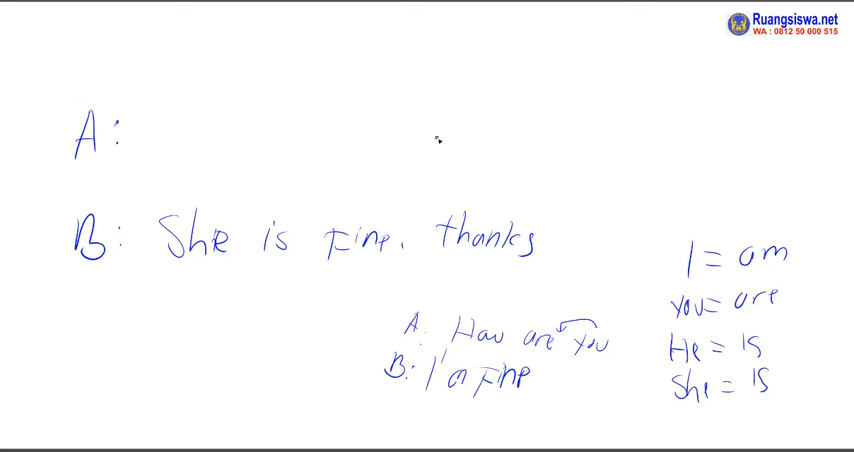 Ruangsiswa.net
WA : 0812 50 000 515
A:
B: She is Fine. thanks
I = am
you = are
He = is
She = is
A: How are you
B: I'm Fine